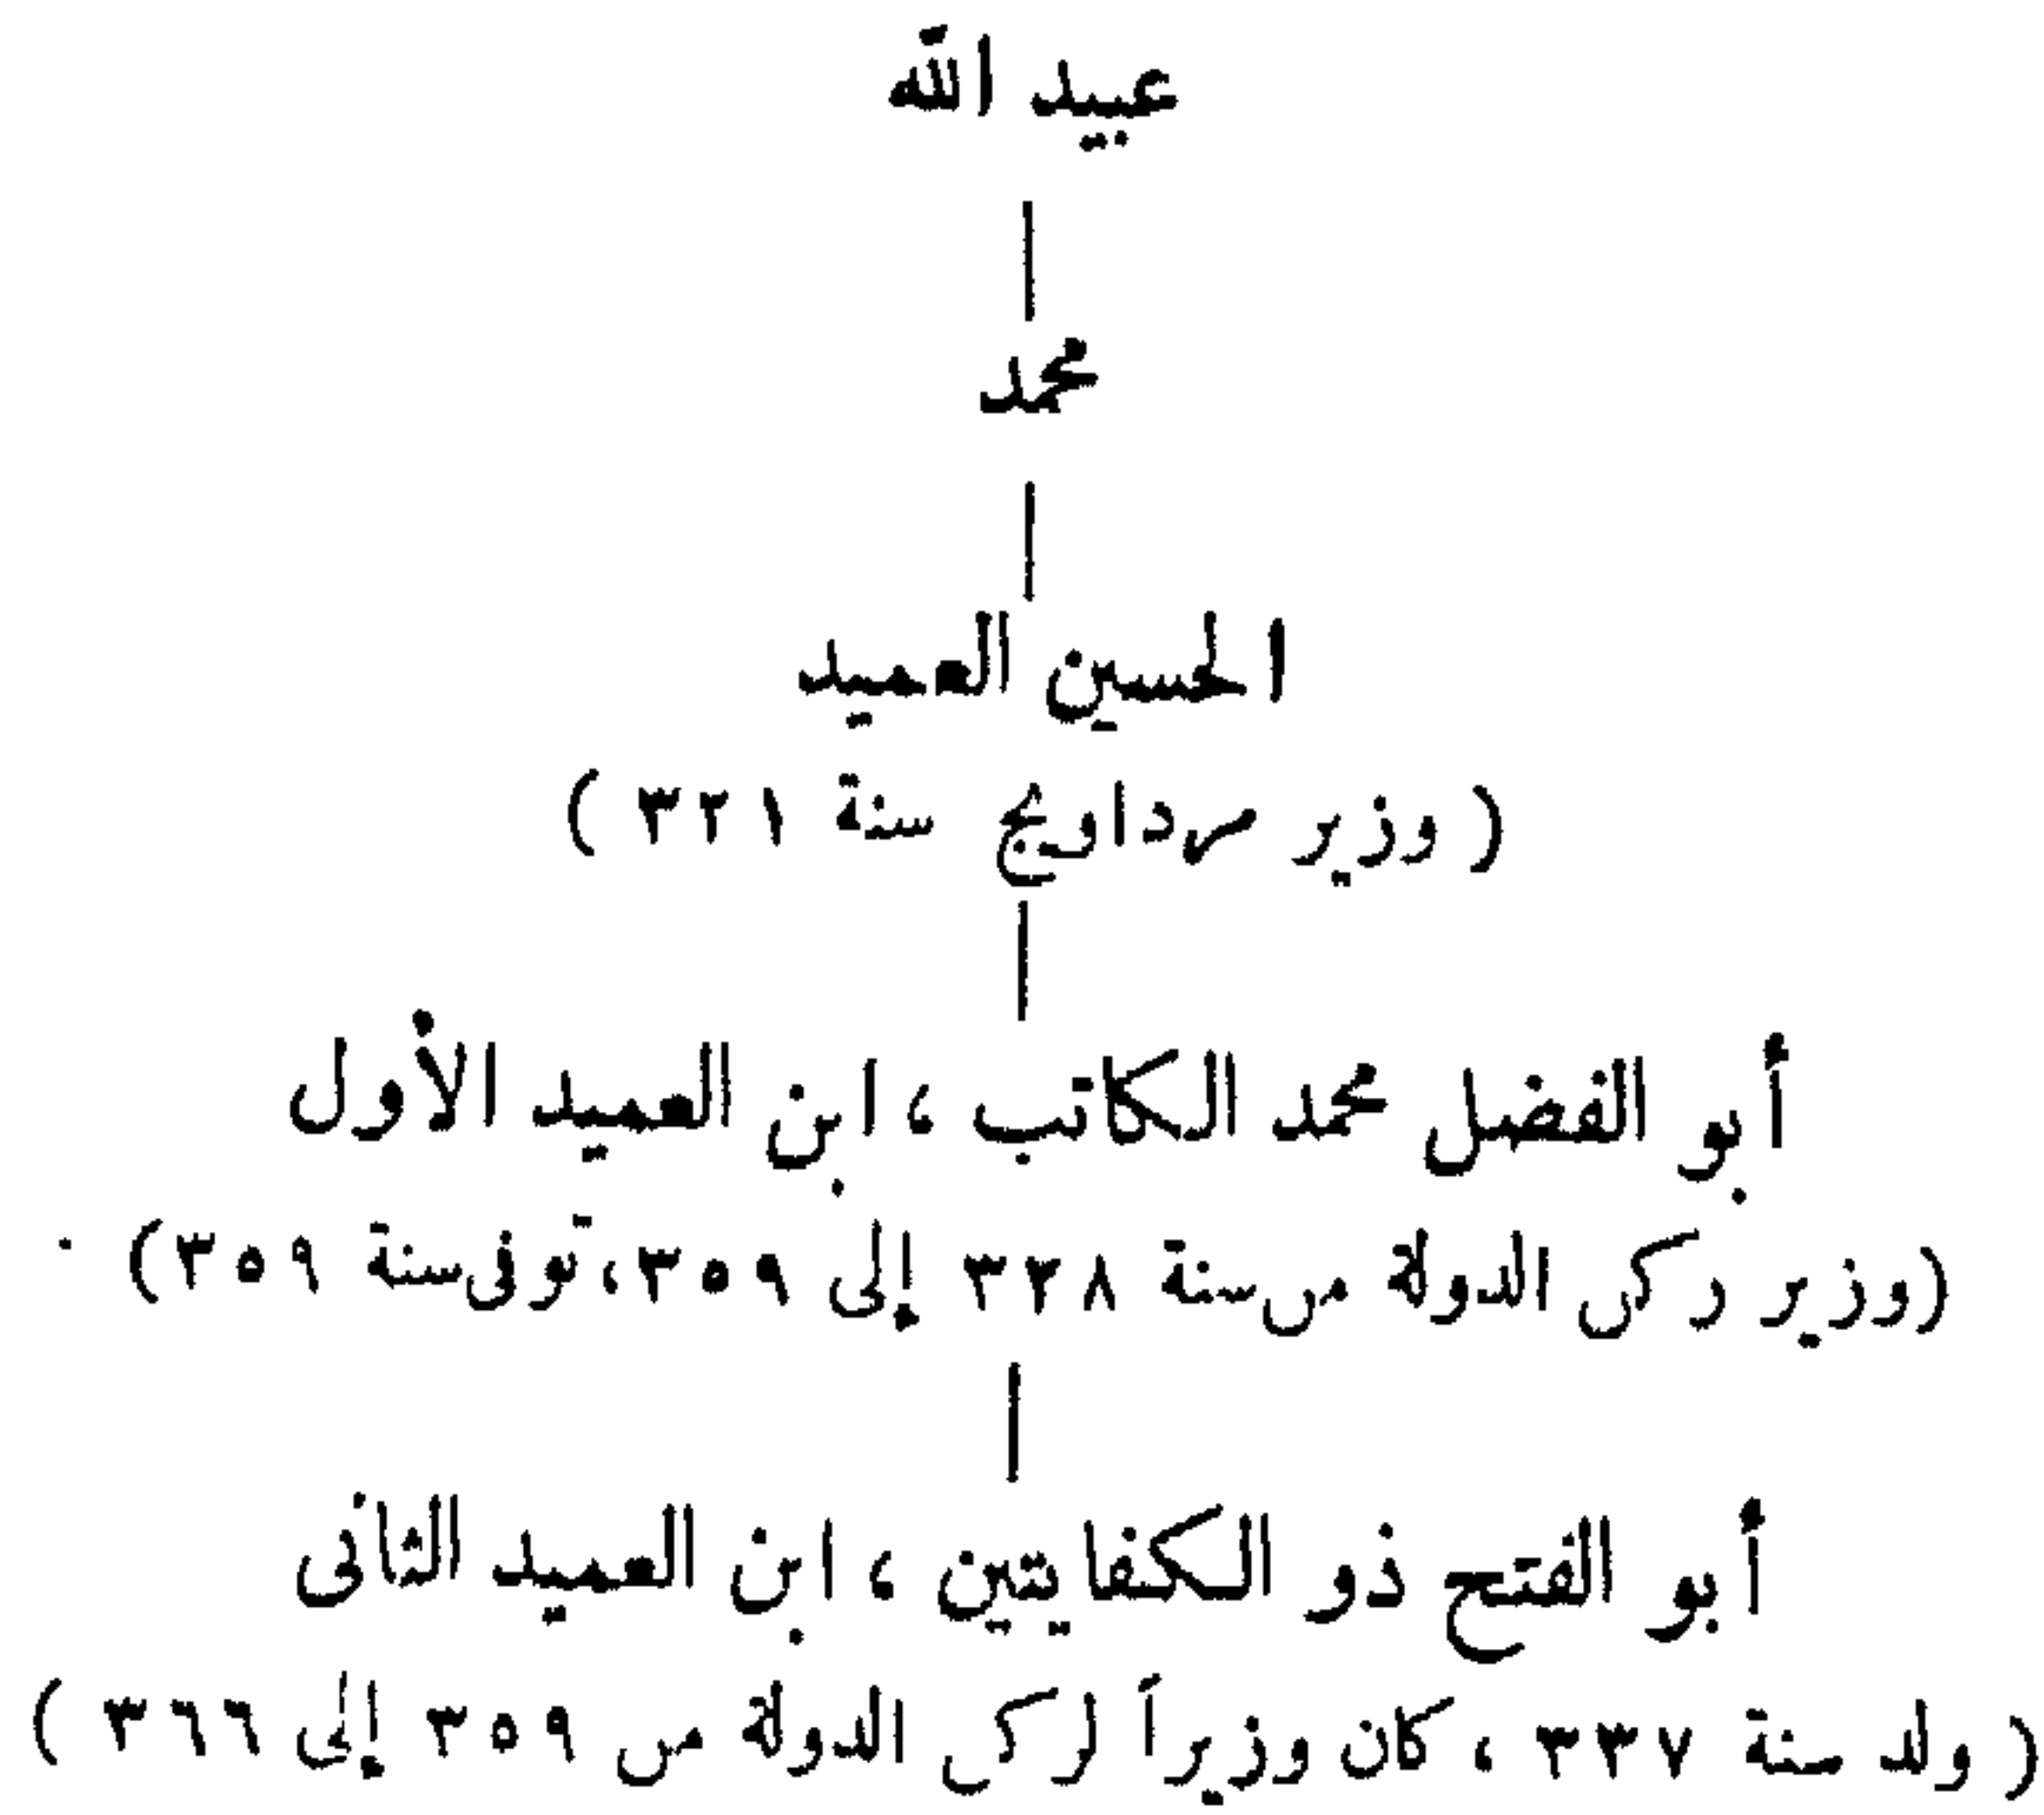 عبيد الله
محمد
الحسين العميد
( وزير مرداويج سنة ٣٢١ )
أبو الفضل محمد الكاتب ، ابن العميد الأول
(وزير ركن الدولة من سنة ٣٣٨ إلى ٣٥٩، توفى سنة ٣٥٩) .
أبو الفتح ذو الكفايتين ، ابن العميد الثانى
( ولد سنة ٣٣٧ ، كان وزيراً لركن الدولة من ٣٥٩ إلى ٣٦٦ )